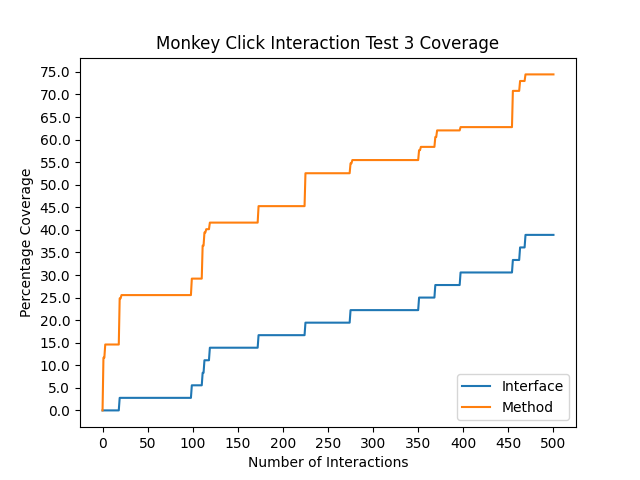 Monkey Click Interaction Test 3 Coverage
Percentage Coverage
75.0
70.0
65.0
60.0
55.0
50.0
45.0
40.0
35.0
30.0
25.0
20.0
15.0
10.0
5.0
0.0
Interface
Method
0 50 100 150 200 250 300 350 400 450 500
Number of Interactions